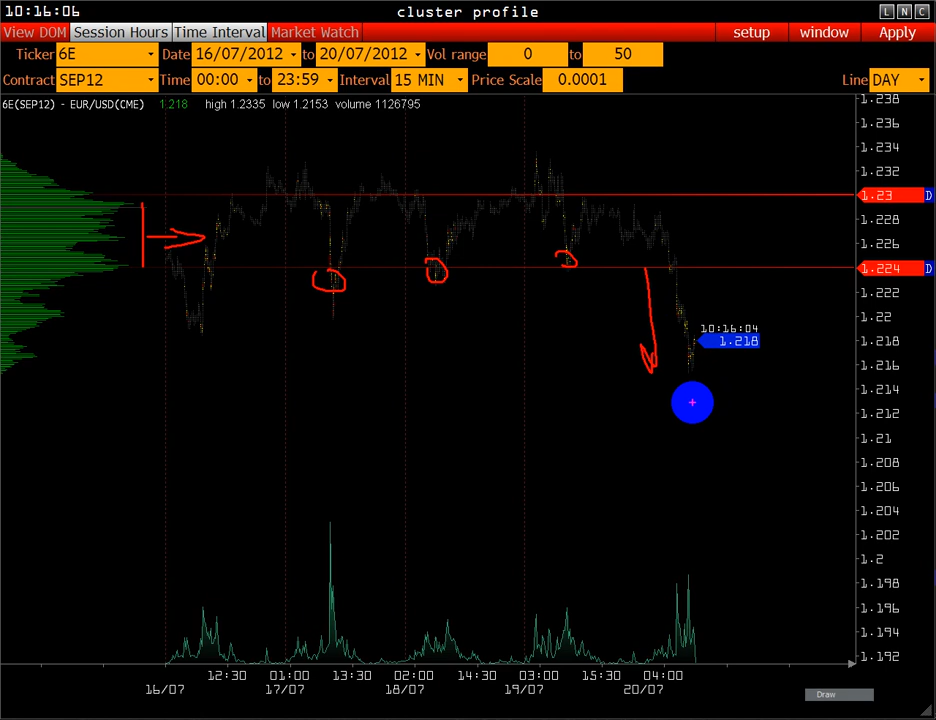 10:16:06 cluster profile L N C
View DOM Session Hours Time Interval Market Watch setup window Apply
Ticker 6E Date 16/07/2012 to 20/07/2012 Vol range 0 to 50
Contract SEP12 Time 00:00 to 23:59 Interval 15 MIN Price Scale 0.0001 Line DAY
6E(SEP12) - EUR/USD(CME) 1.218 high 1.2335 low 1.2153 volume 1126795
1.238
1.236
1.234
1.232
1.23 D
1.228
1.226
1.224 D
1.222
1.22
10:16:04
1.218 1.218
1.216
1.214
1.212
1.21
1.208
1.206
1.204
1.202
1.2
1.198
1.196
1.194
1.192
12:30 01:00 13:30 02:00 14:30 03:00 15:30 04:00
16/07 17/07 18/07 19/07 20/07
Draw